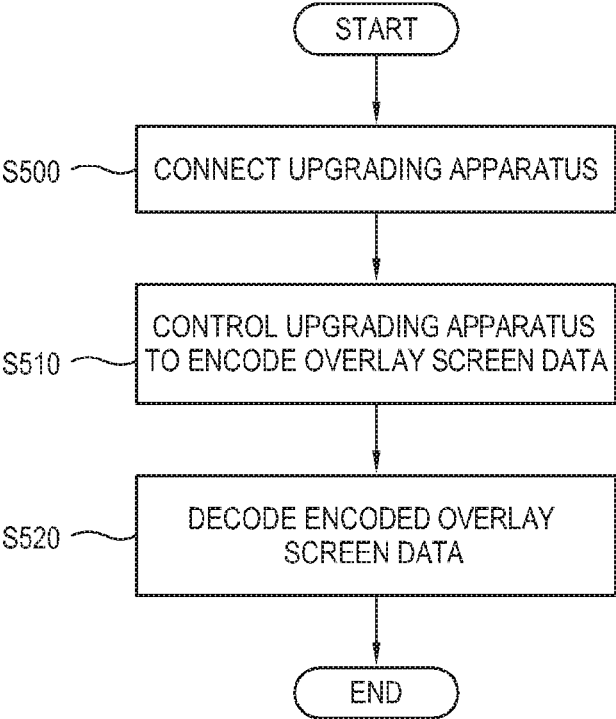 START
S500
CONNECT UPGRADING APPARATUS
S510
CONTROL UPGRADING APPARATUS
TO ENCODE OVERLAY SCREEN DATA
S520
DECODE ENCODED OVERLAY
SCREEN DATA
END